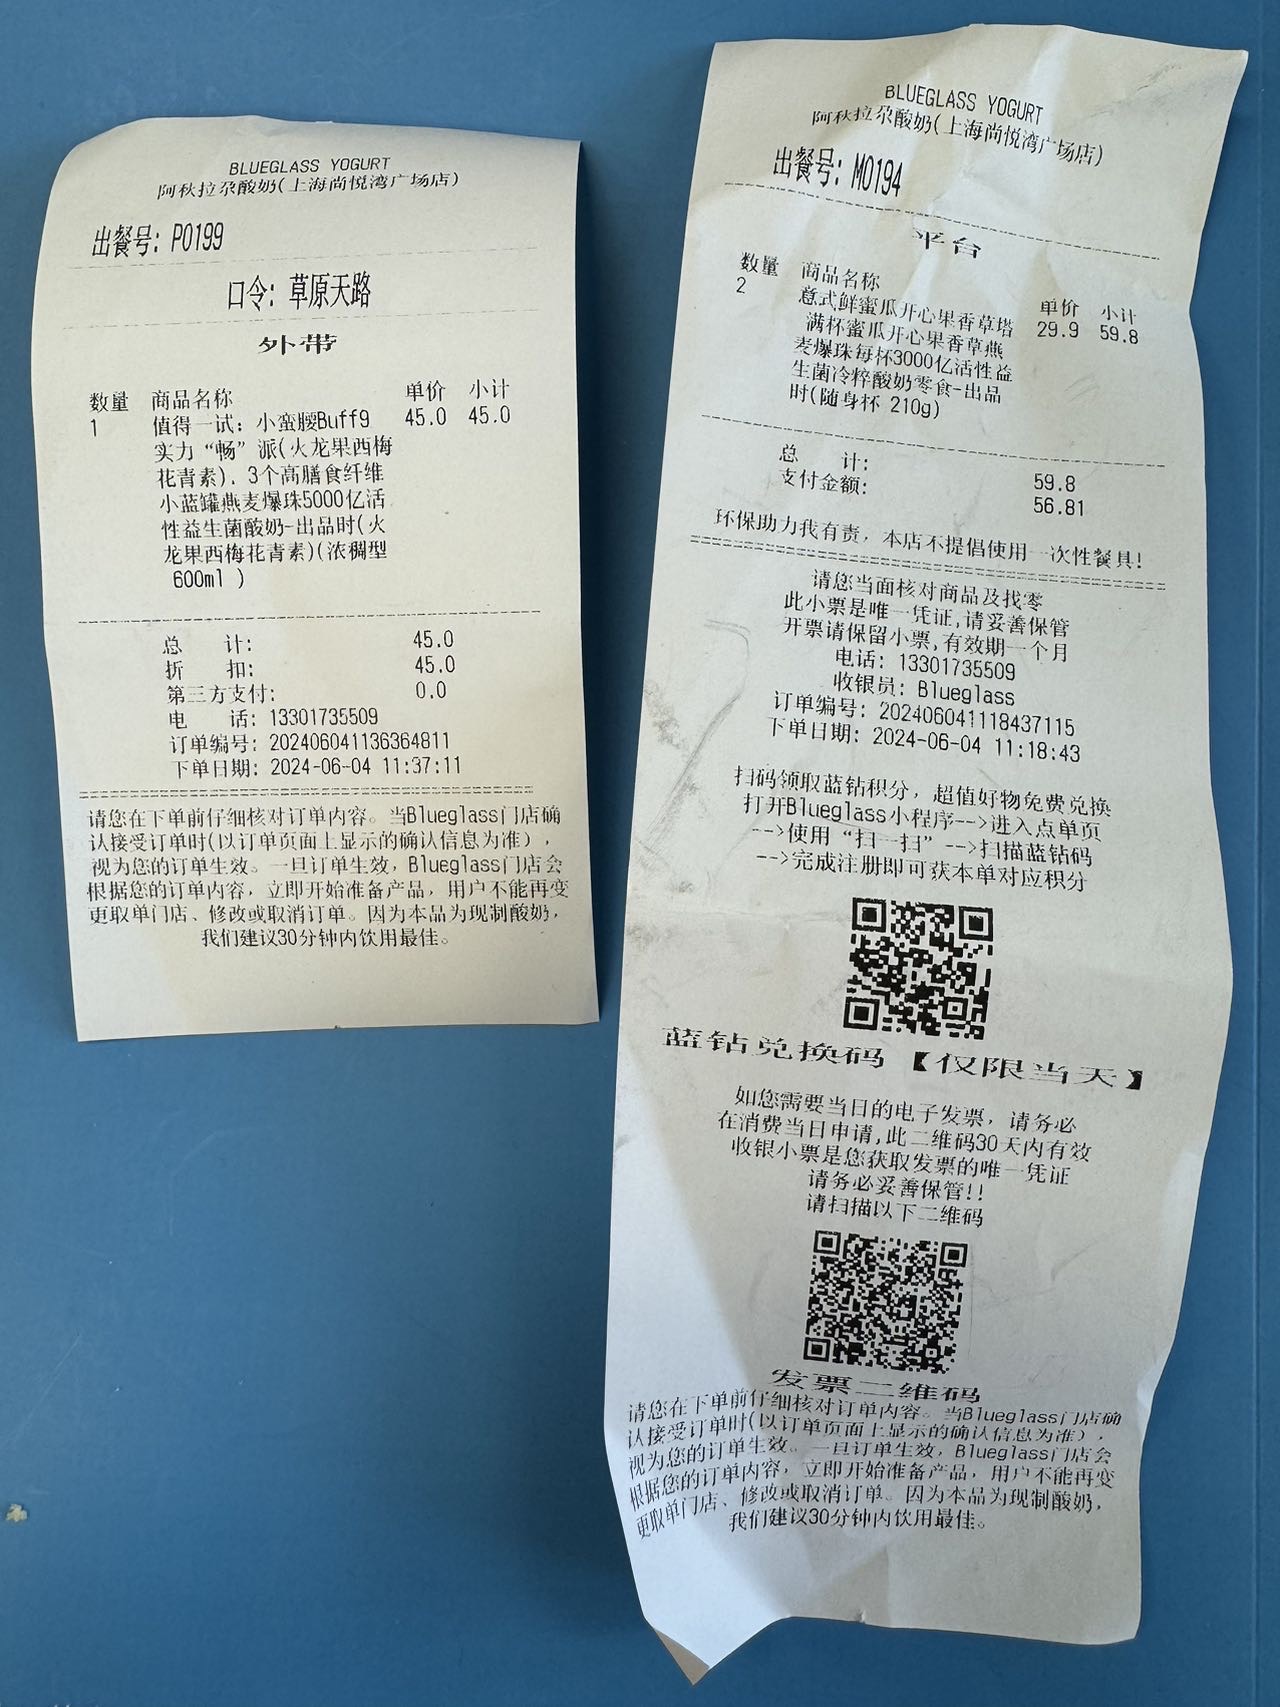 BLUEGLASS YOGURT
阿秋拉尕酸奶(上海尚悦湾广场店)
出餐号: P0199
口令: 草原天路
外带
数量 商品名称 单价 小计
1 值得一试: 小蛮腰Buff9 45.0 45.0
实力“畅”派(火龙果西梅
花青素). 3个高膳食纤维
小蓝罐燕麦爆珠5000亿活
性益生菌酸奶-出品时(火
龙果西梅花青素)(浓稠型
600ml )
总 计: 45.0
折 扣: 45.0
第三方支付: 0.0
电 话: 13301735509
订单编号: 202406041136364811
下单日期: 2024-06-04 11:37:11
请您在下单前仔细核对订单内容。当Blueglass门店确
认接受订单时(以订单页面上显示的确认信息为准),
视为您的订单生效。一旦订单生效, Blueglass门店会
根据您的订单内容, 立即开始准备产品, 用户不能再变
更取单门店、修改或取消订单。因为本品为现制酸奶,
我们建议30分钟内饮用最佳。
BLUEGLASS YOGURT
阿秋拉尕酸奶(上海尚悦湾广场店)
出餐号: M0194
平台
数量 商品名称 单价 小计
2 意式鲜蜜瓜开心果香草塔 29.9 59.8
满杯蜜瓜开心果香草燕
麦爆珠每杯3000亿活性益
生菌冷粹酸奶零食-出品
时(随身杯 210g)
总 计: 59.8
支付金额: 56.81
环保助力我有责, 本店不提倡使用一次性餐具!
请您当面核对商品及找零
此小票是唯一凭证,请妥善保管
开票请保留小票,有效期一个月
电话: 13301735509
收银员: Blueglass
订单编号: 202406041118437115
下单日期: 2024-06-04 11:18:43
扫码领取蓝钻积分, 超值好物免费兑换
打开Blueglass小程序-->进入点单页
-->使用“扫一扫”-->扫描蓝钻码
-->完成注册即可获本单对应积分
蓝钻兑换码【仅限当天】
如您需要当日的电子发票, 请务必
在消费当日申请,此二维码30天内有效
收银小票是您获取发票的唯一凭证
请务必妥善保管!!
请扫描以下二维码
发票二维码
请您在下单前仔细核对订单内容。当Blueglass门店确
认接受订单时(以订单页面上显示的确认信息为准),
视为您的订单生效。一旦订单生效, Blueglass门店会
根据您的订单内容, 立即开始准备产品, 用户不能再变
更取单门店、修改或取消订单。因为本品为现制酸奶,
我们建议30分钟内饮用最佳。